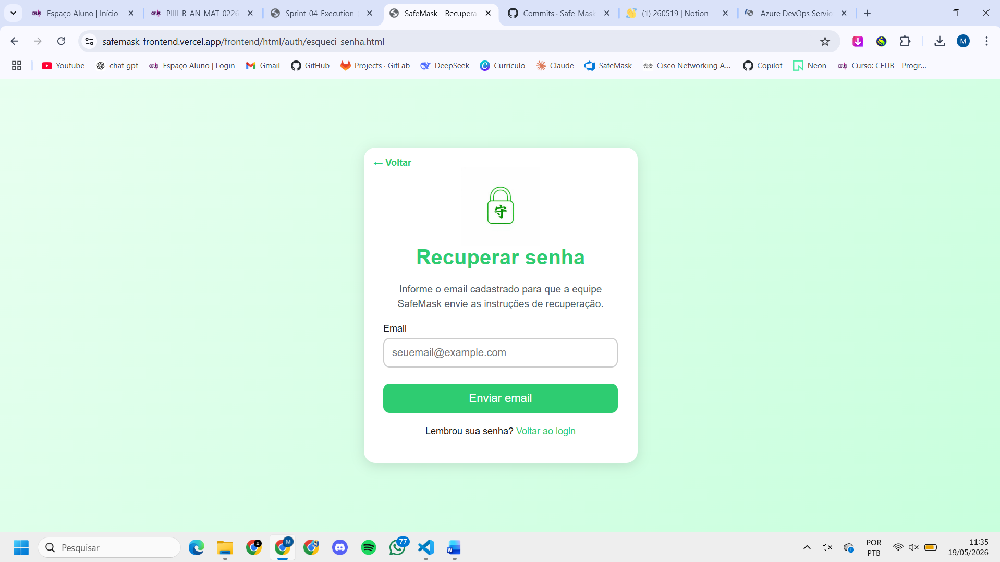 Espaço Aluno | Início
PIIII-B-AN-MAT-0226
Sprint_04_Execution_
SafeMask - Recupera
Commits · Safe-Mask
(1) 260519 | Notion
Azure DevOps Servic
safemask-frontend.vercel.app/frontend/html/auth/esqueci_senha.html
M
Youtube
chat gpt
Espaço Aluno | Login
Gmail
GitHub
Projects · GitLab
DeepSeek
Currículo
Claude
SafeMask
Cisco Networking A...
Copilot
Neon
Curso: CEUB - Progr...
← Voltar
守
Recuperar senha
Informe o email cadastrado para que a equipe
SafeMask envie as instruções de recuperação.
Email
seuemail@example.com
Enviar email
Lembrou sua senha? Voltar ao login
Pesquisar
M
77
POR
PTB
11:35
19/05/2026